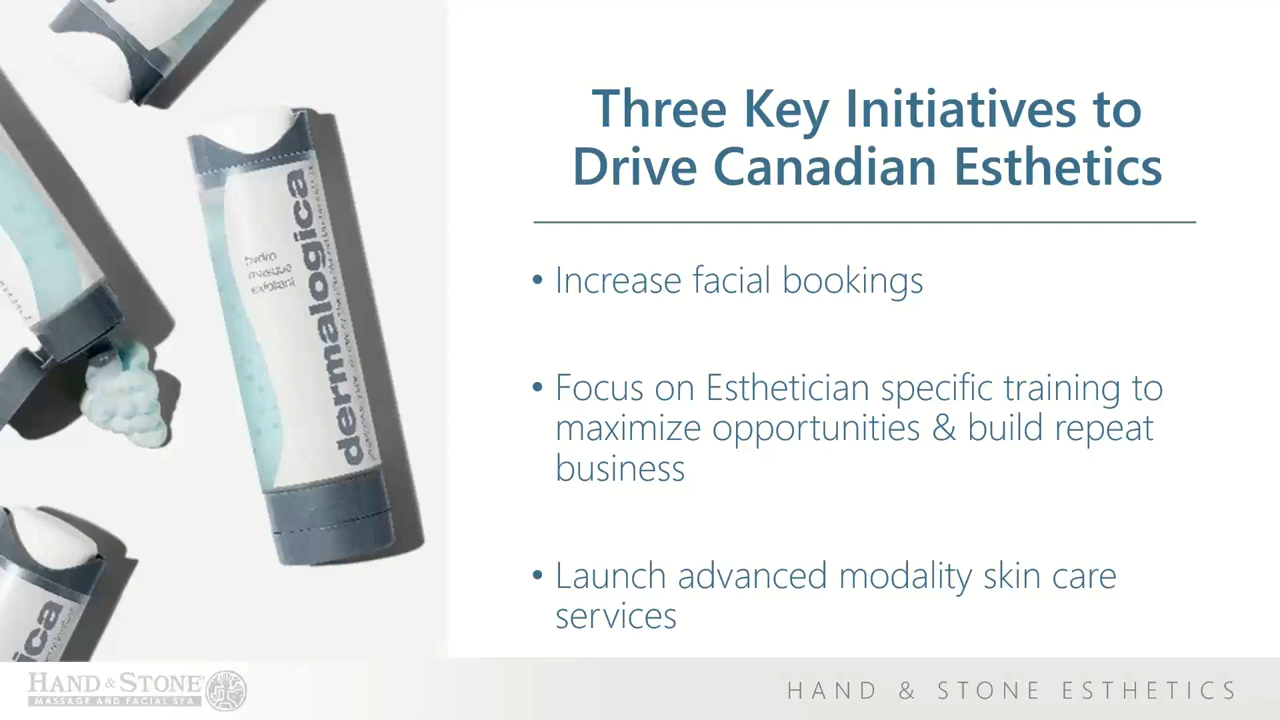 Three Key Initiatives to
Drive Canadian Esthetics
• Increase facial bookings
• Focus on Esthetician specific training to
maximize opportunities & build repeat
business
• Launch advanced modality skin care
services
hydro
masque
exfoliant
dermalogica
ica
HAND & STONE
MASSAGE AND FACIAL SPA
HAND & STONE ESTHETICS